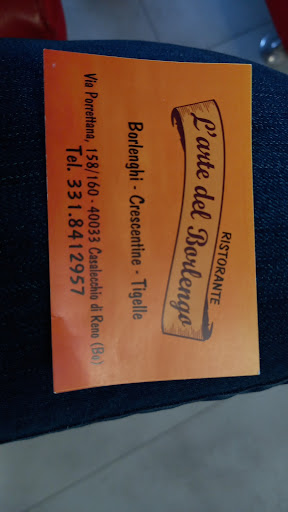 RISTORANTE
L'arte del Borlengo
Borlenghi - Crescentine - Tigelle
Via Porrettana, 158/160 - 40033 Casalecchio di Reno (Bo)
Tel. 331.8412957